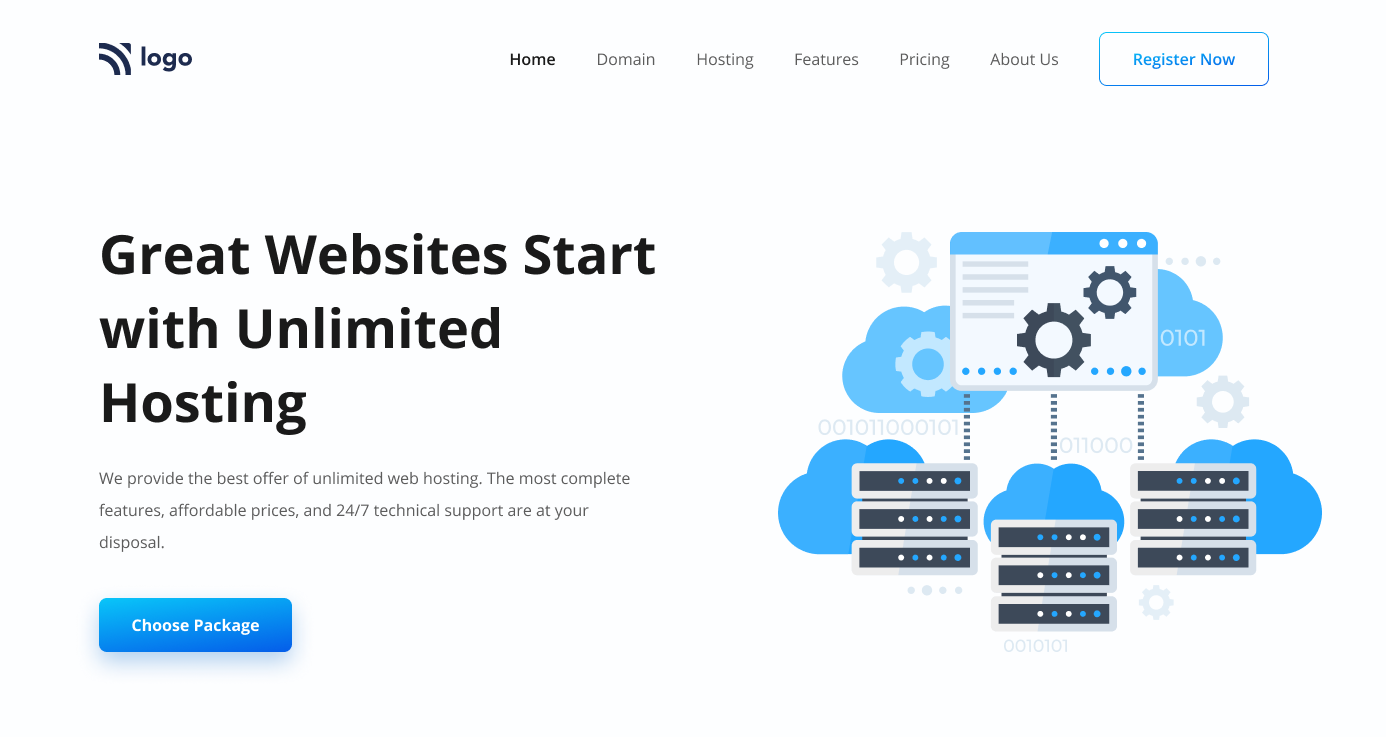 logo
Home Domain Hosting Features Pricing About Us Register Now
Great Websites Start
with Unlimited
Hosting
We provide the best offer of unlimited web hosting. The most complete
features, affordable prices, and 24/7 technical support are at your
disposal.
Choose Package
0101
001011000101
011000
0010101